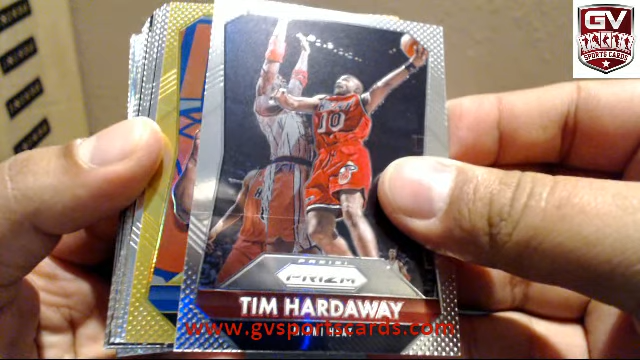 GV
SPORTS CARDS
10
PANINI
PRIZM
TIM HARDAWAY
www.gvsportscards.com